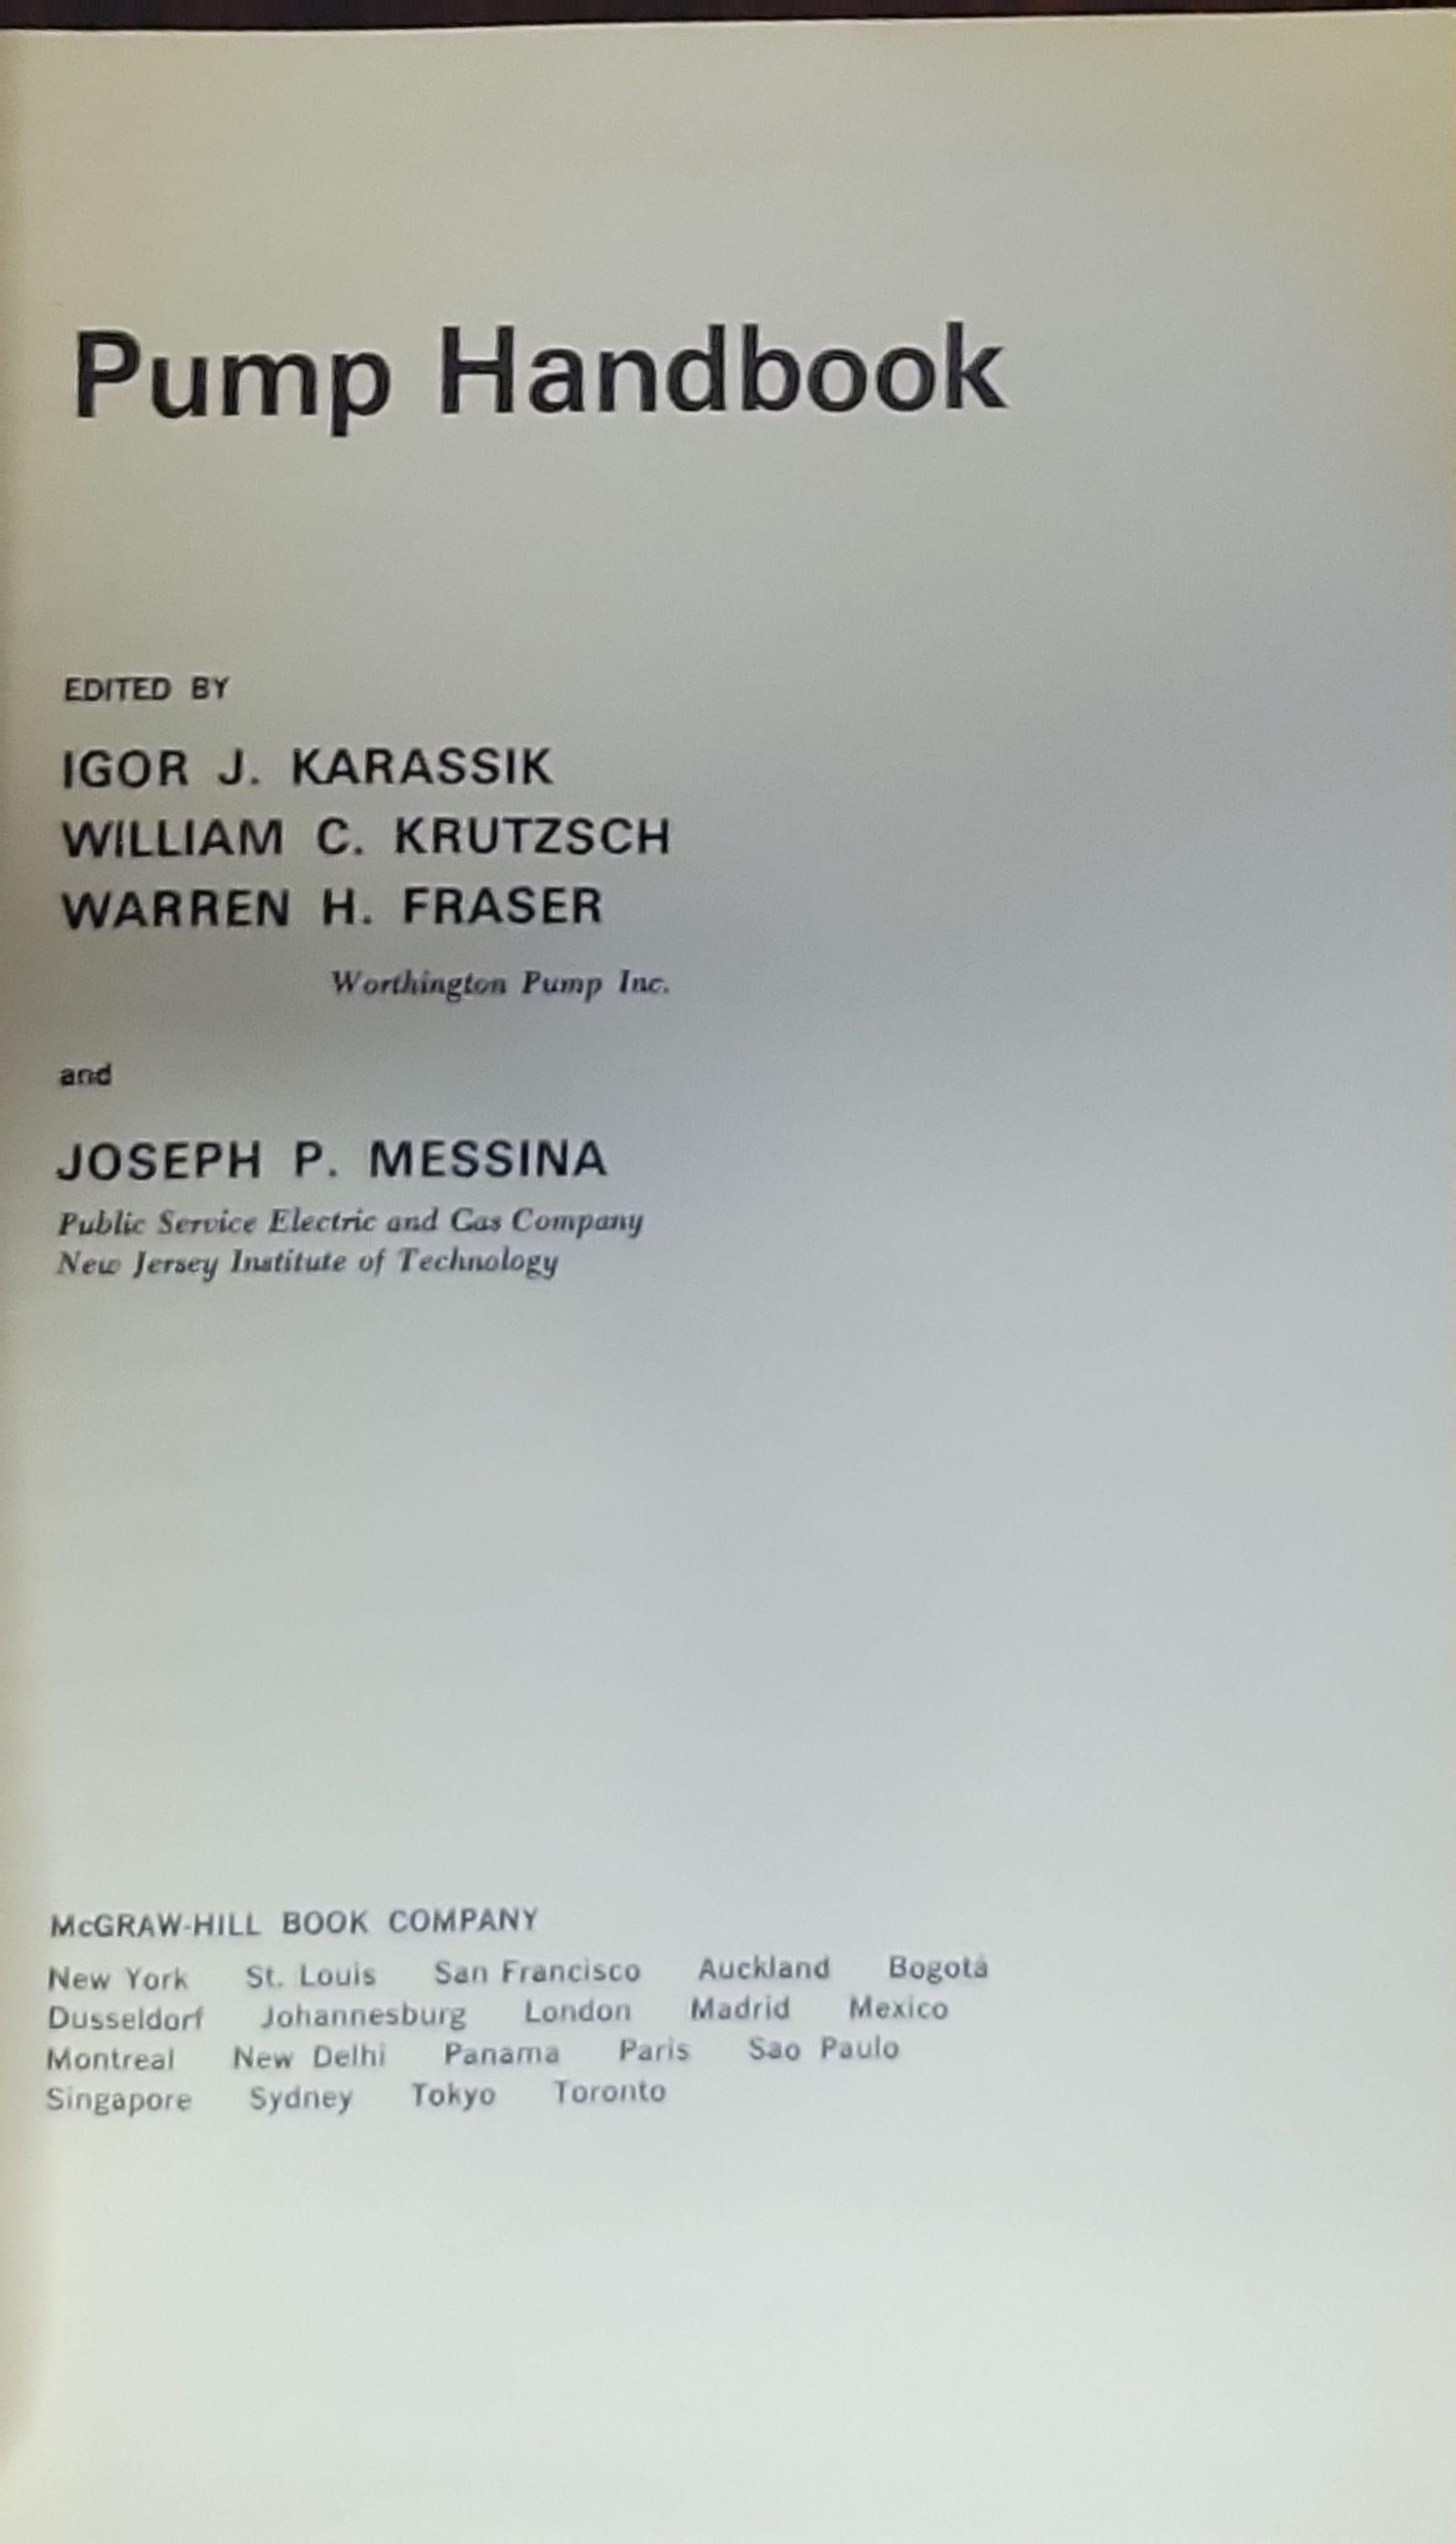 Pump Handbook
EDITED BY
IGOR J. KARASSIK
WILLIAM C. KRUTZSCH
WARREN H. FRASER
Worthington Pump Inc.
and
JOSEPH P. MESSINA
Public Service Electric and Gas Company
New Jersey Institute of Technology
McGRAW-HILL BOOK COMPANY
New York St. Louis San Francisco Auckland Bogotá
Dusseldorf Johannesburg London Madrid Mexico
Montreal New Delhi Panama Paris Sao Paulo
Singapore Sydney Tokyo Toronto